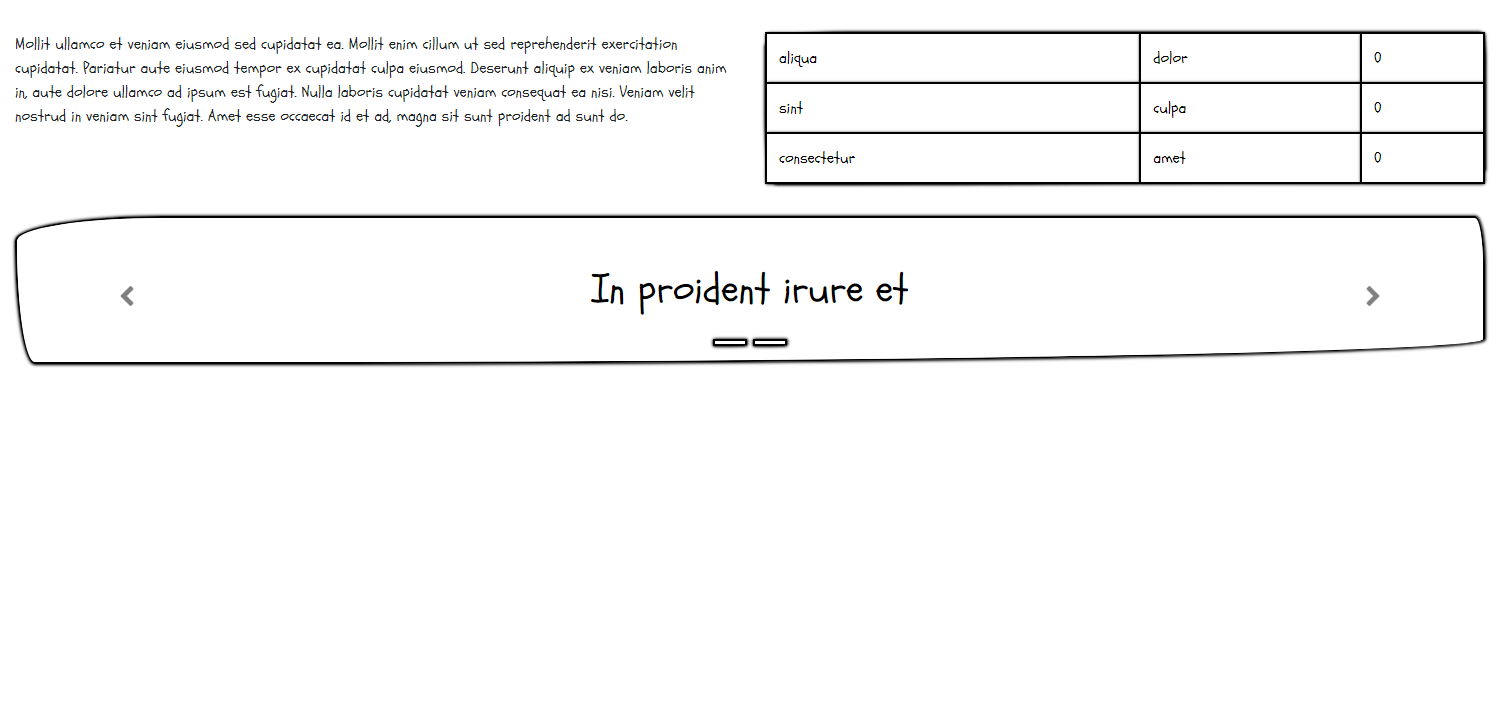 Mollit ullamco et veniam eiusmod sed cupidatat ea. Mollit enim cillum ut sed reprehenderit exercitation
cupidatat. Pariatur aute eiusmod tempor ex cupidatat culpa eiusmod. Deserunt aliquip ex veniam laboris anim
in, aute dolore ullamco ad ipsum est fugiat. Nulla laboris cupidatat veniam consequat ea nisi. Veniam velit
nostrud in veniam sint fugiat. Amet esse occaecat id et ad, magna sit sunt proident ad sunt do.
aliqua dolor 0
sint culpa 0
consectetur amet 0
In proident irure et